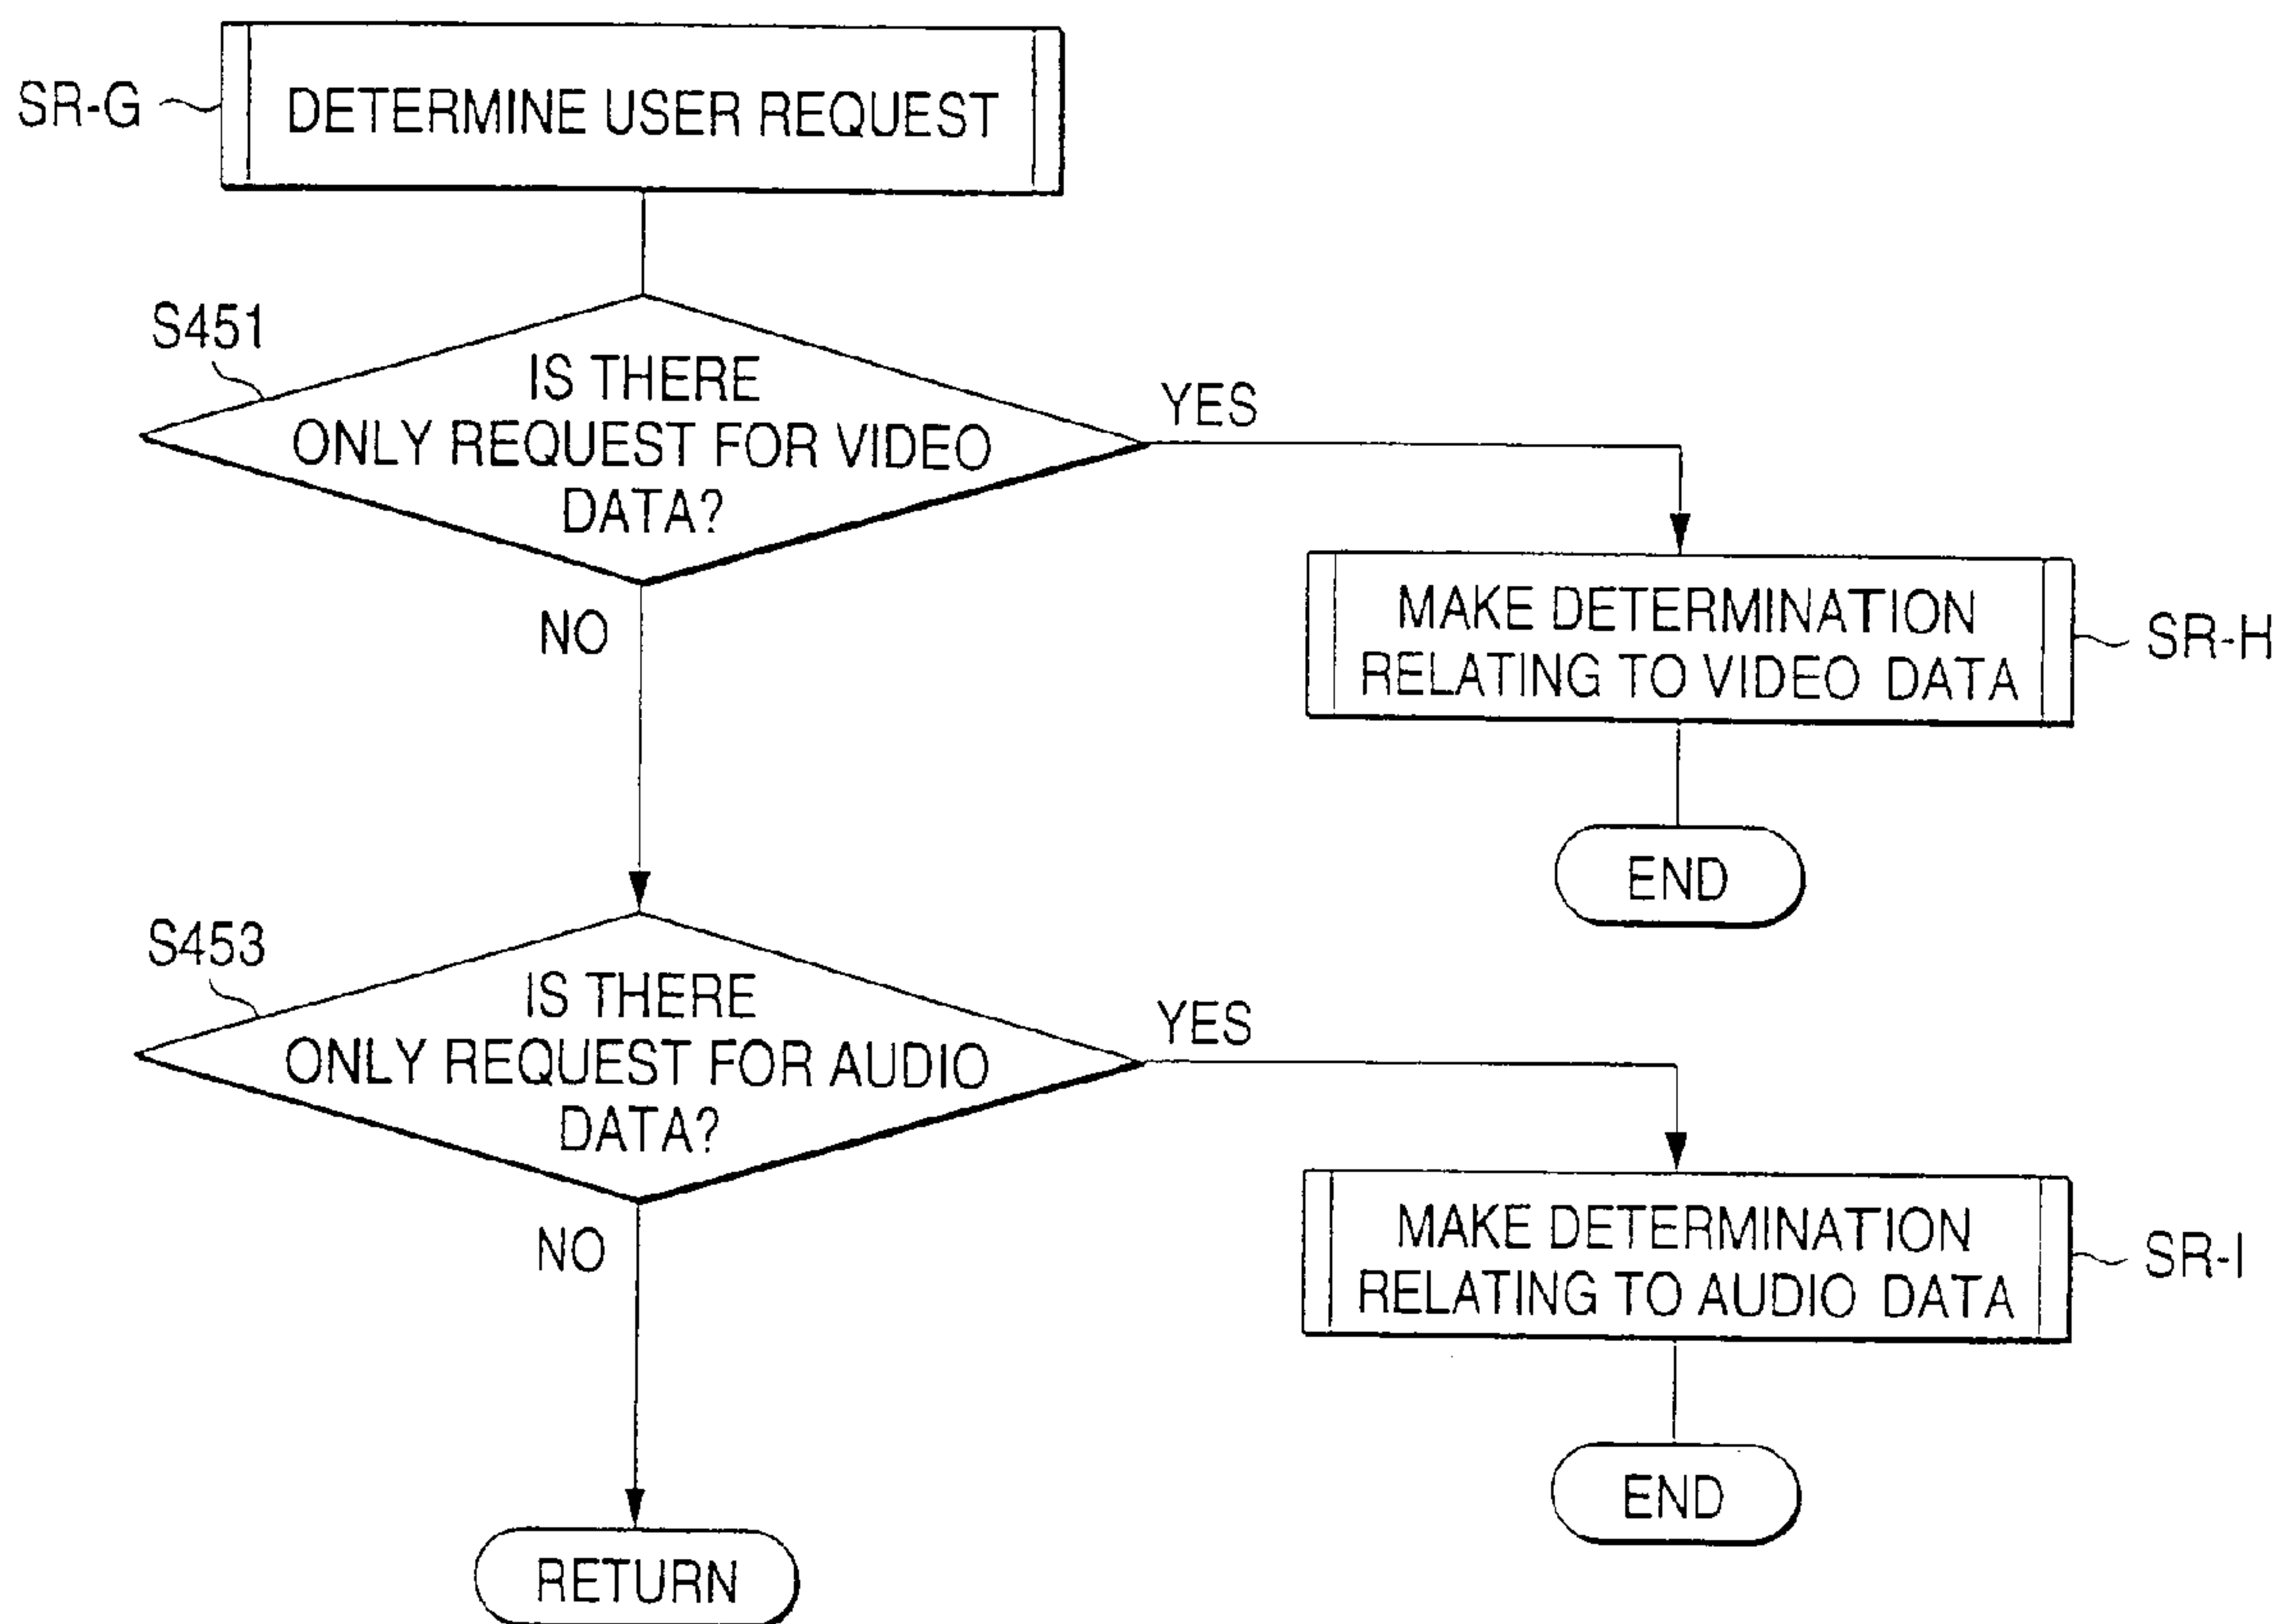 SR-G
DETERMINE USER REQUEST
S451
IS THERE
ONLY REQUEST FOR VIDEO
DATA?
YES
NO
MAKE DETERMINATION
RELATING TO VIDEO DATA
SR-H
END
S453
IS THERE
ONLY REQUEST FOR AUDIO
DATA?
YES
NO
MAKE DETERMINATION
RELATING TO AUDIO DATA
SR-I
END
RETURN